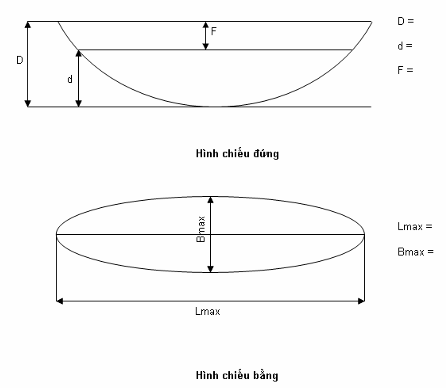 D =
F
D
d =
d
F =
Hình chiếu đứng
Bmax
Lmax =
Bmax =
Lmax
Hình chiếu bằng